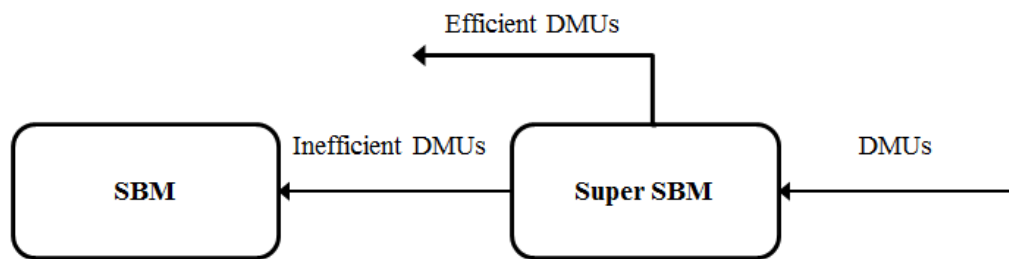 Efficient DMUs
Inefficient DMUs
DMUs
SBM
Super SBM